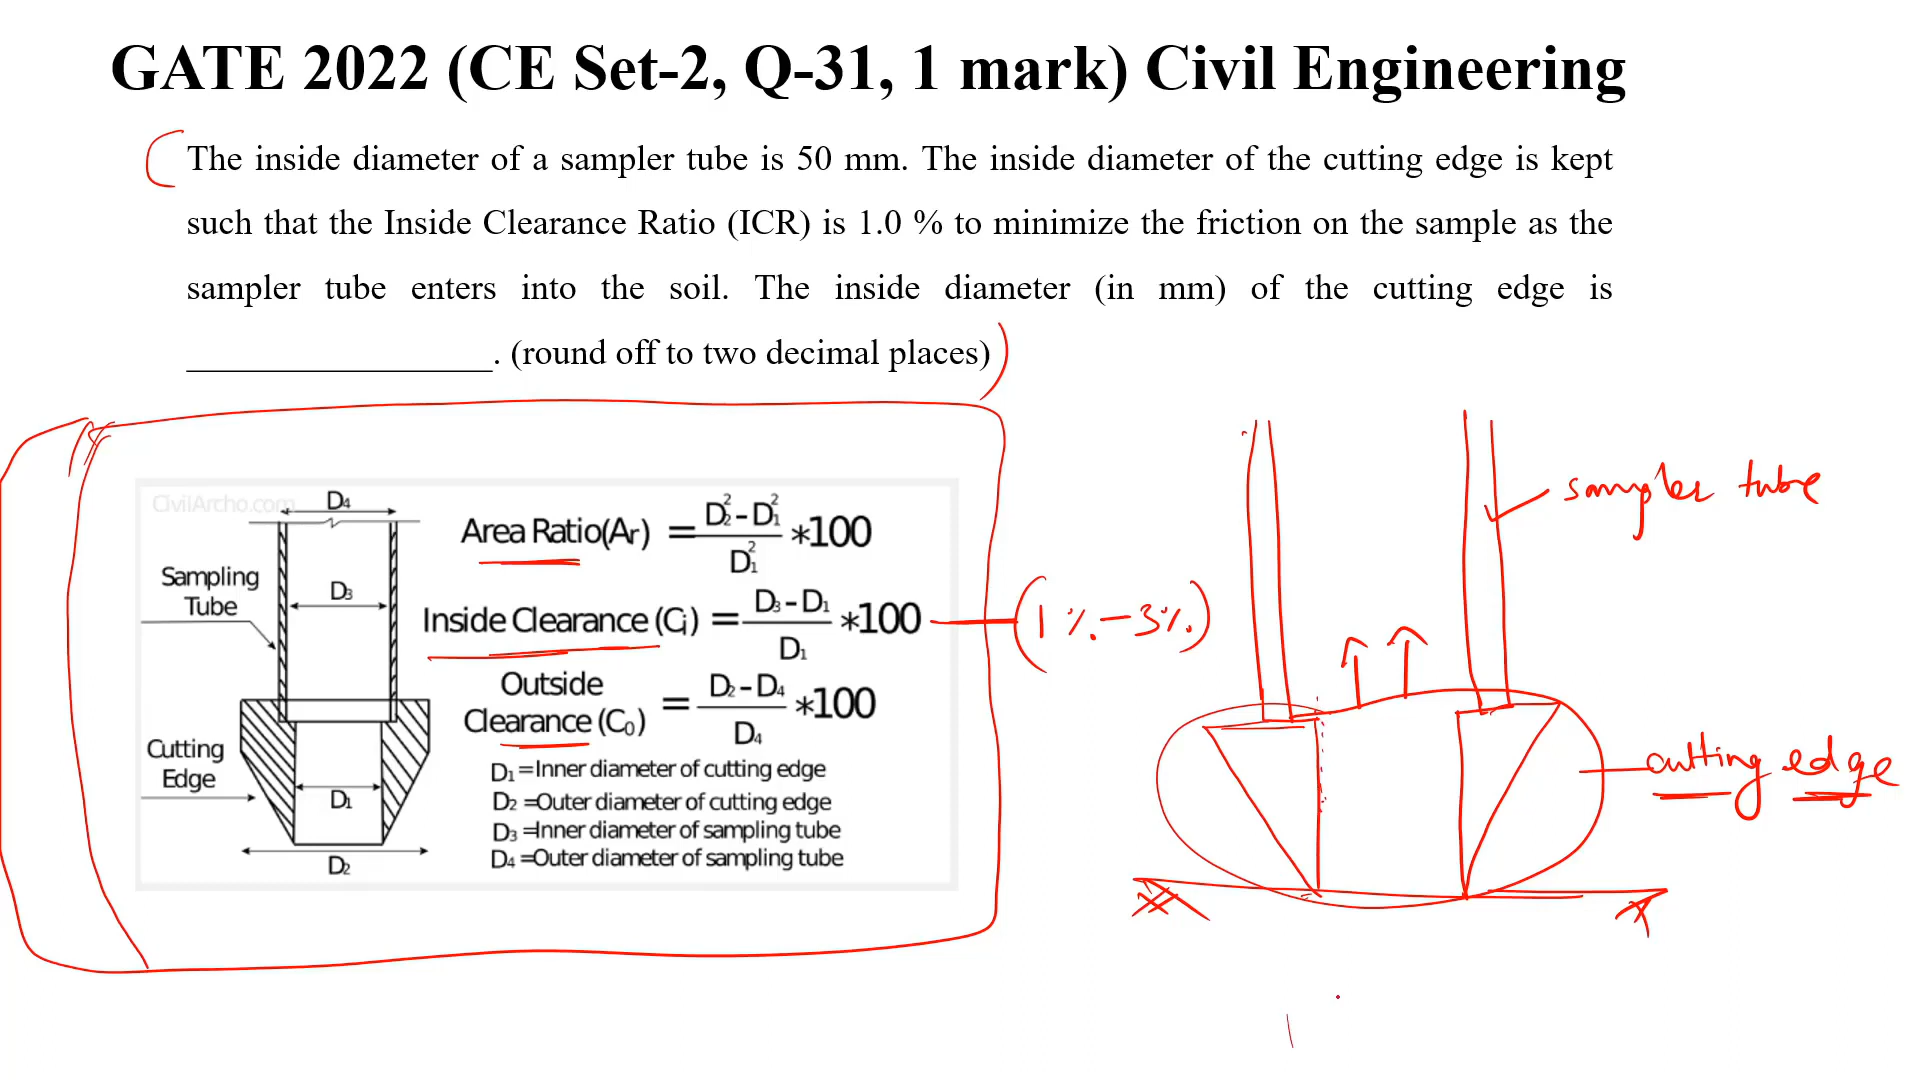 GATE 2022 (CE Set-2, Q-31, 1 mark) Civil Engineering
The inside diameter of a sampler tube is 50 mm. The inside diameter of the cutting edge is kept
such that the Inside Clearance Ratio (ICR) is 1.0 % to minimize the friction on the sample as the
sampler tube enters into the soil. The inside diameter (in mm) of the cutting edge is
_________________. (round off to two decimal places)
CivilArcho.com
D4
Sampling
Tube
D3
Cutting
Edge
D1
D2
Area Ratio(Ar) = D2²-D1² / D1² *100
Inside Clearance (Ci) = D3-D1 / D1 *100
Outside
Clearance (C0) = D2-D4 / D4 *100
D1=Inner diameter of cutting edge
D2 =Outer diameter of cutting edge
D3 =Inner diameter of sampling tube
D4 =Outer diameter of sampling tube
(1%-3%)
sampler tube
cutting edge